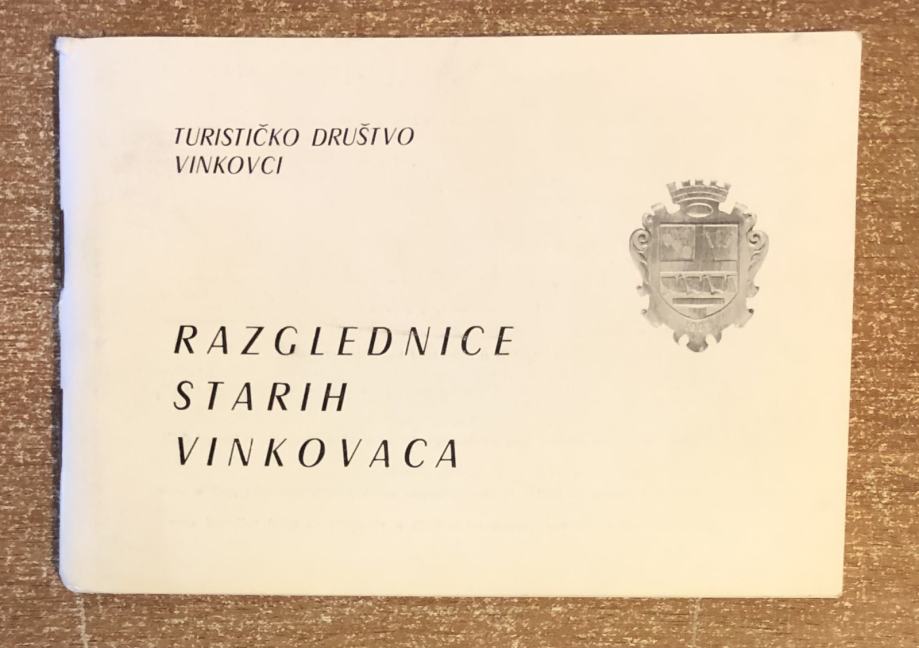 TURISTIČKO DRUŠTVO
VINKOVCI
RAZGLEDNICE
STARIH
VINKOVACA